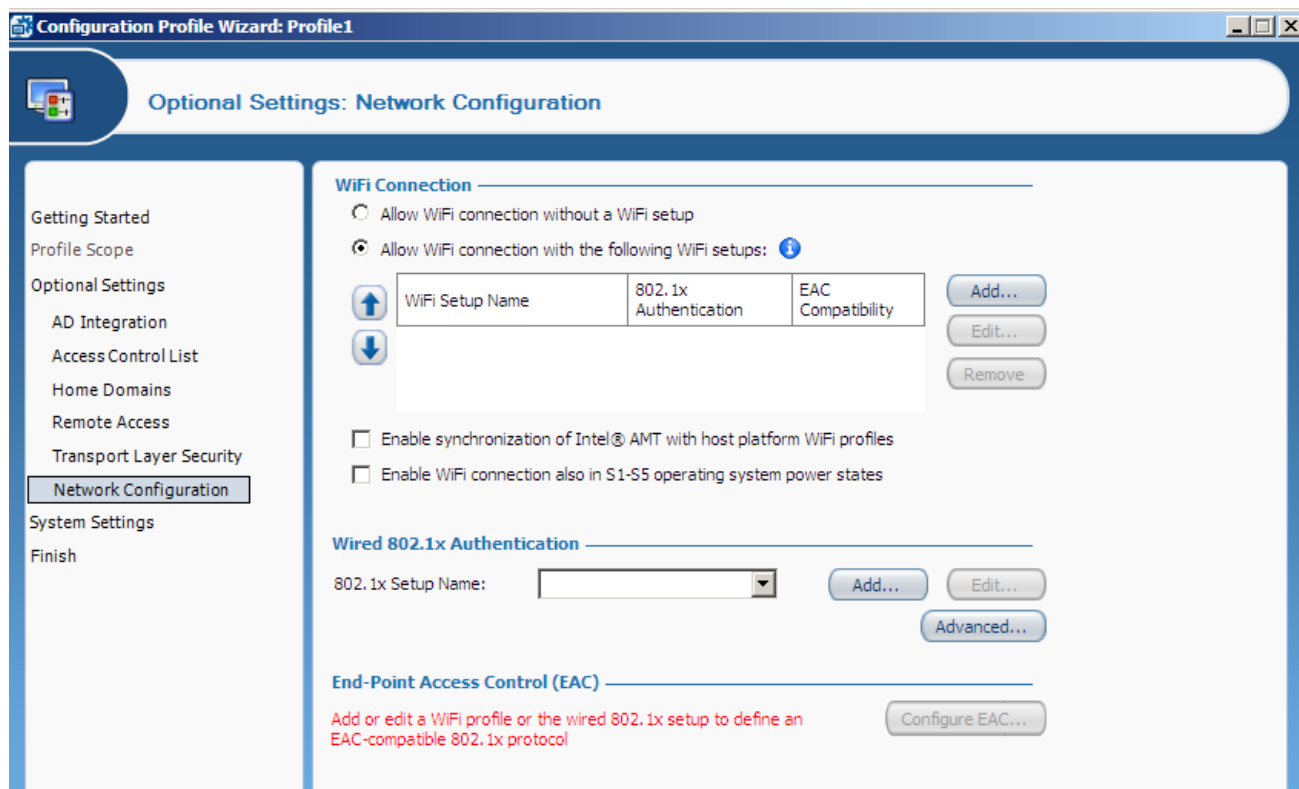 Configuration Profile Wizard: Profile1
Optional Settings: Network Configuration
Getting Started
Profile Scope
Optional Settings
AD Integration
Access Control List
Home Domains
Remote Access
Transport Layer Security
Network Configuration
System Settings
Finish
WiFi Connection
Allow WiFi connection without a WiFi setup
Allow WiFi connection with the following WiFi setups:
WiFi Setup Name
802.1x
Authentication
EAC
Compatibility
Add...
Edit...
Remove
Enable synchronization of Intel® AMT with host platform WiFi profiles
Enable WiFi connection also in S1-S5 operating system power states
Wired 802.1x Authentication
802.1x Setup Name:
Add...
Edit...
Advanced...
End-Point Access Control (EAC)
Add or edit a WiFi profile or the wired 802.1x setup to define an
EAC-compatible 802.1x protocol
Configure EAC...